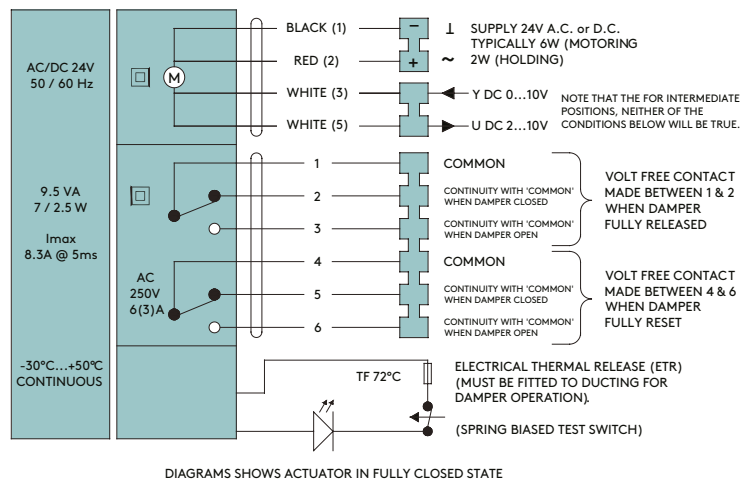 AC/DC 24V
50 / 60 Hz
9.5 VA
7 / 2.5 W
Imax
8.3A @ 5ms
-30°C...+50°C
CONTINUOUS
M
AC
250V
6(3)A
BLACK (1)
RED (2)
WHITE (3)
WHITE (5)
1
2
3
4
5
6
−
+
⊥
~
SUPPLY 24V A.C. or D.C.
TYPICALLY 6W (MOTORING
2W (HOLDING)
Y DC 0...10V
U DC 2...10V
NOTE THAT THE FOR INTERMEDIATE
POSITIONS, NEITHER OF THE
CONDITIONS BELOW WILL BE TRUE.
COMMON
CONTINUITY WITH 'COMMON'
WHEN DAMPER CLOSED
CONTINUITY WITH 'COMMON'
WHEN DAMPER OPEN
VOLT FREE CONTACT
MADE BETWEEN 1 & 2
WHEN DAMPER
FULLY RELEASED
COMMON
CONTINUITY WITH 'COMMON'
WHEN DAMPER CLOSED
CONTINUITY WITH 'COMMON'
WHEN DAMPER OPEN
VOLT FREE CONTACT
MADE BETWEEN 4 & 6
WHEN DAMPER
FULLY RESET
TF 72°C
ELECTRICAL THERMAL RELEASE (ETR)
(MUST BE FITTED TO DUCTING FOR
DAMPER OPERATION).
(SPRING BIASED TEST SWITCH)
DIAGRAMS SHOWS ACTUATOR IN FULLY CLOSED STATE